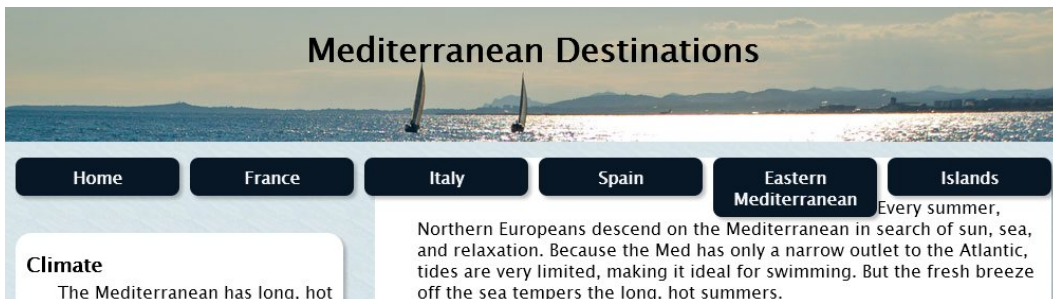 Mediterranean Destinations
Home
France
Italy
Spain
Eastern
Mediterranean
Islands
Climate
The Mediterranean has long, hot
Every summer,
Northern Europeans descend on the Mediterranean in search of sun, sea,
and relaxation. Because the Med has only a narrow outlet to the Atlantic,
tides are very limited, making it ideal for swimming. But the fresh breeze
off the sea tempers the long, hot summers.